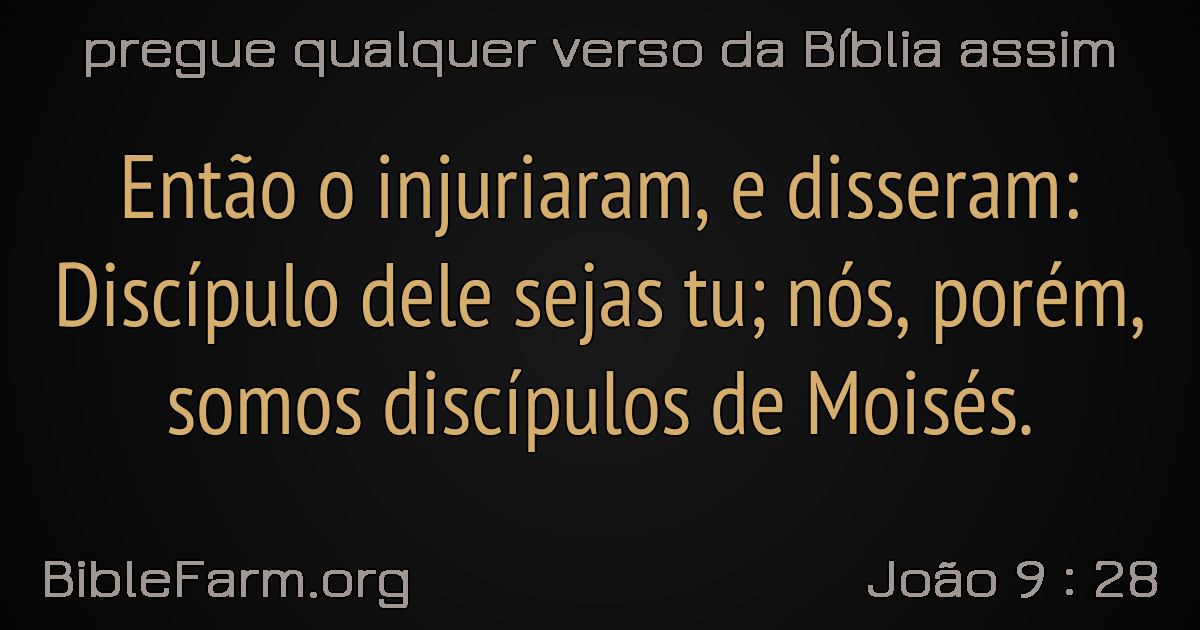 pregue qualquer verso da Bíblia assim
Então o injuriaram, e disseram:
Discípulo dele sejas tu; nós, porém,
somos discípulos de Moisés.
BibleFarm.org
João 9 : 28